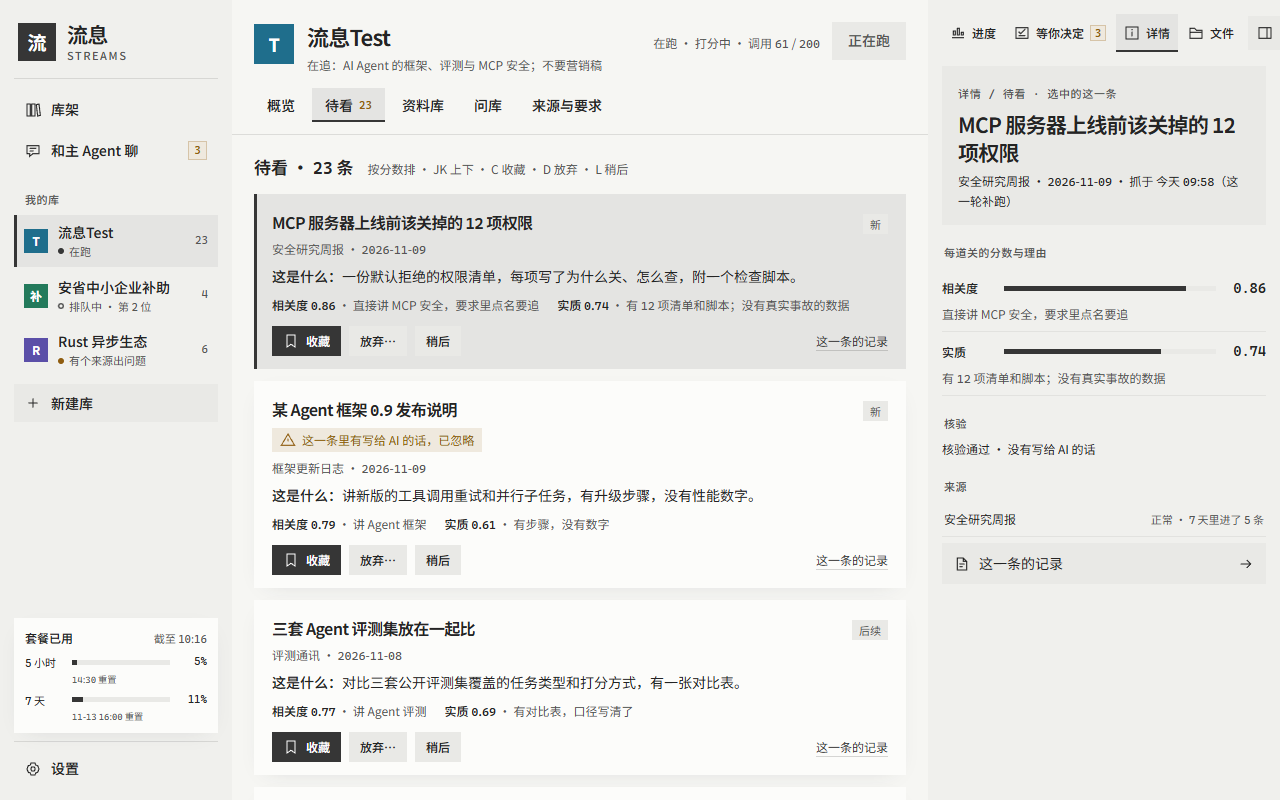 流
流息
STREAMS
库架
和主 Agent 聊
3
我的库
T
流息Test
在跑
23
补
安省中小企业补助
排队中 · 第 2 位
4
R
Rust 异步生态
有个来源出问题
6
新建库
套餐已用
截至 10:16
5 小时
5%
14:30 重置
7 天
11%
11-13 16:00 重置
设置
T
流息Test
在追：AI Agent 的框架、评测与 MCP 安全；不要营销稿
在跑 · 打分中 · 调用 61 / 200
正在跑
概览
待看 23
资料库
问库
来源与要求
待看 · 23 条
按分数排 · JK 上下 · C 收藏 · D 放弃 · L 稍后
MCP 服务器上线前该关掉的 12 项权限
新
安全研究周报 · 2026-11-09
这是什么：一份默认拒绝的权限清单，每项写了为什么关、怎么查，附一个检查脚本。
相关度 0.86 · 直接讲 MCP 安全，要求里点名要追 实质 0.74 · 有 12 项清单和脚本；没有真实事故的数据
收藏
放弃…
稍后
这一条的记录
某 Agent 框架 0.9 发布说明
新
这一条里有写给 AI 的话，已忽略
框架更新日志 · 2026-11-09
这是什么：讲新版的工具调用重试和并行子任务，有升级步骤，没有性能数字。
相关度 0.79 · 讲 Agent 框架 实质 0.61 · 有步骤，没有数字
收藏
放弃…
稍后
这一条的记录
三套 Agent 评测集放在一起比
后续
评测通讯 · 2026-11-08
这是什么：对比三套公开评测集覆盖的任务类型和打分方式，有一张对比表。
相关度 0.77 · 讲 Agent 评测 实质 0.69 · 有对比表，口径写清了
收藏
放弃…
稍后
这一条的记录
进度
等你决定 3
详情
文件
详情 / 待看 · 选中的这一条
MCP 服务器上线前该关掉的 12
项权限
安全研究周报 · 2026-11-09 · 抓于 今天 09:58（这
一轮补跑）
每道关的分数与理由
相关度
0.86
直接讲 MCP 安全，要求里点名要追
实质
0.74
有 12 项清单和脚本；没有真实事故的数据
核验
核验通过 · 没有写给 AI 的话
来源
安全研究周报
正常 · 7 天里进了 5 条
这一条的记录